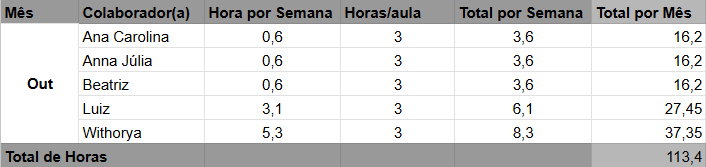 Mês Colaborador(a) Hora por Semana Horas/aula Total por Semana Total por Mês
Ana Carolina 0,6 3 3,6 16,2
Anna Júlia 0,6 3 3,6 16,2
Out Beatriz 0,6 3 3,6 16,2
Luiz 3,1 3 6,1 27,45
Withorya 5,3 3 8,3 37,35
Total de Horas 113,4